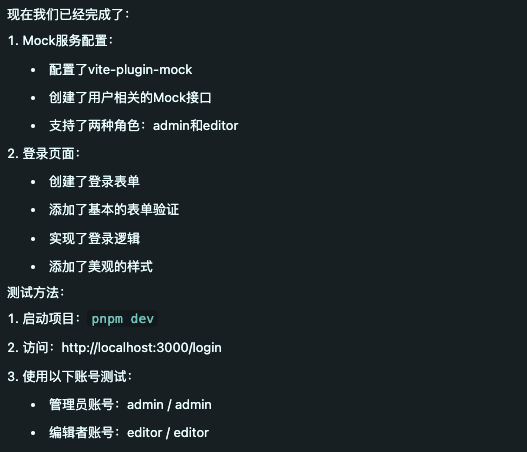 现在我们已经完成了：
1. Mock服务配置：
• 配置了vite-plugin-mock
• 创建了用户相关的Mock接口
• 支持了两种角色：admin和editor
2. 登录页面：
• 创建了登录表单
• 添加了基本的表单验证
• 实现了登录逻辑
• 添加了美观的样式
测试方法：
1. 启动项目：pnpm dev
2. 访问：http://localhost:3000/login
3. 使用以下账号测试：
• 管理员账号：admin / admin
• 编辑者账号：editor / editor